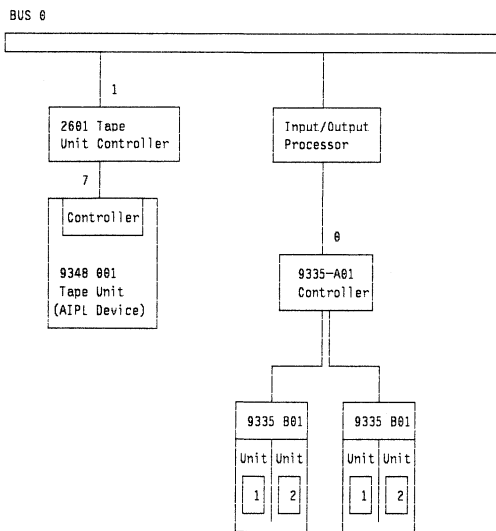 BUS 0
1
2601 Tape
Unit Controller
Input/Output
Processor
7
Controller
9348 001
Tape Unit
(AIPL Device)
0
9335-A01
Controller
9335 B01
Unit Unit
1 2
9335 B01
Unit Unit
1 2